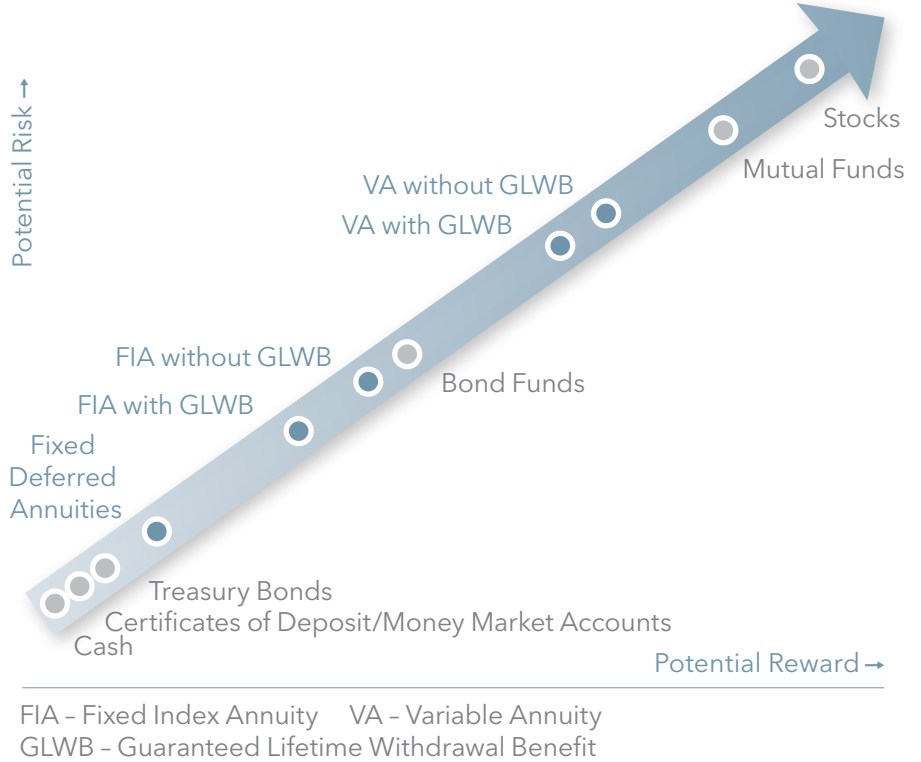 Potential Risk →
Stocks
Mutual Funds
VA without GLWB
VA with GLWB
FIA without GLWB
Bond Funds
FIA with GLWB
Fixed
Deferred
Annuities
Treasury Bonds
Certificates of Deposit/Money Market Accounts
Cash
Potential Reward →
FIA – Fixed Index Annuity VA – Variable Annuity
GLWB – Guaranteed Lifetime Withdrawal Benefit